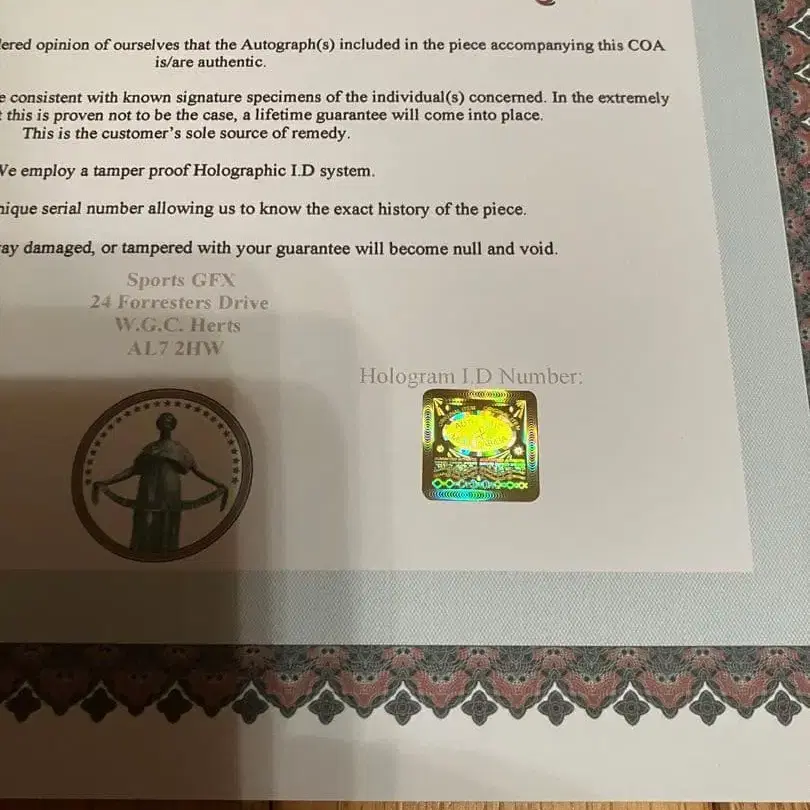 ered opinion of ourselves that the Autograph(s) included in the piece accompanying this COA
is/are authentic.
e consistent with known signature specimens of the individual(s) concerned. In the extremely
t this is proven not to be the case, a lifetime guarantee will come into place.
This is the customer's sole source of remedy.
We employ a tamper proof Holographic I.D system.
nique serial number allowing us to know the exact history of the piece.
ay damaged, or tampered with your guarantee will become null and void.
Sports GFX
24 Forresters Drive
W.G.C. Herts
AL7 2HW
Hologram I.D Number: